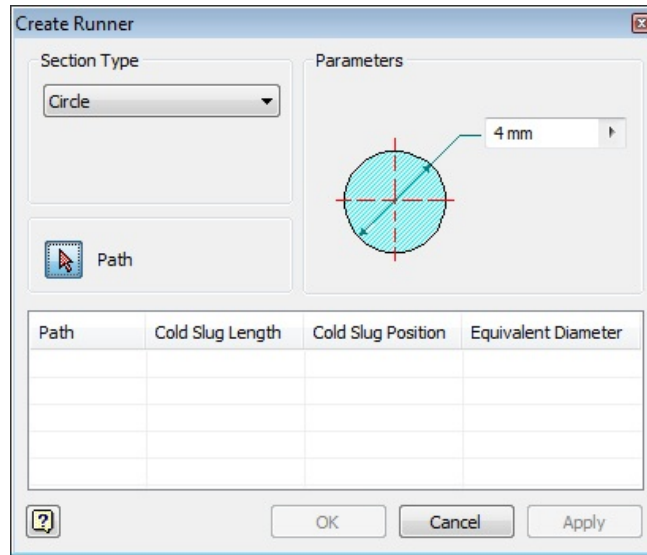 Create Runner
Section Type
Circle
Parameters
4 mm
Path
Path Cold Slug Length Cold Slug Position Equivalent Diameter
OK Cancel Apply